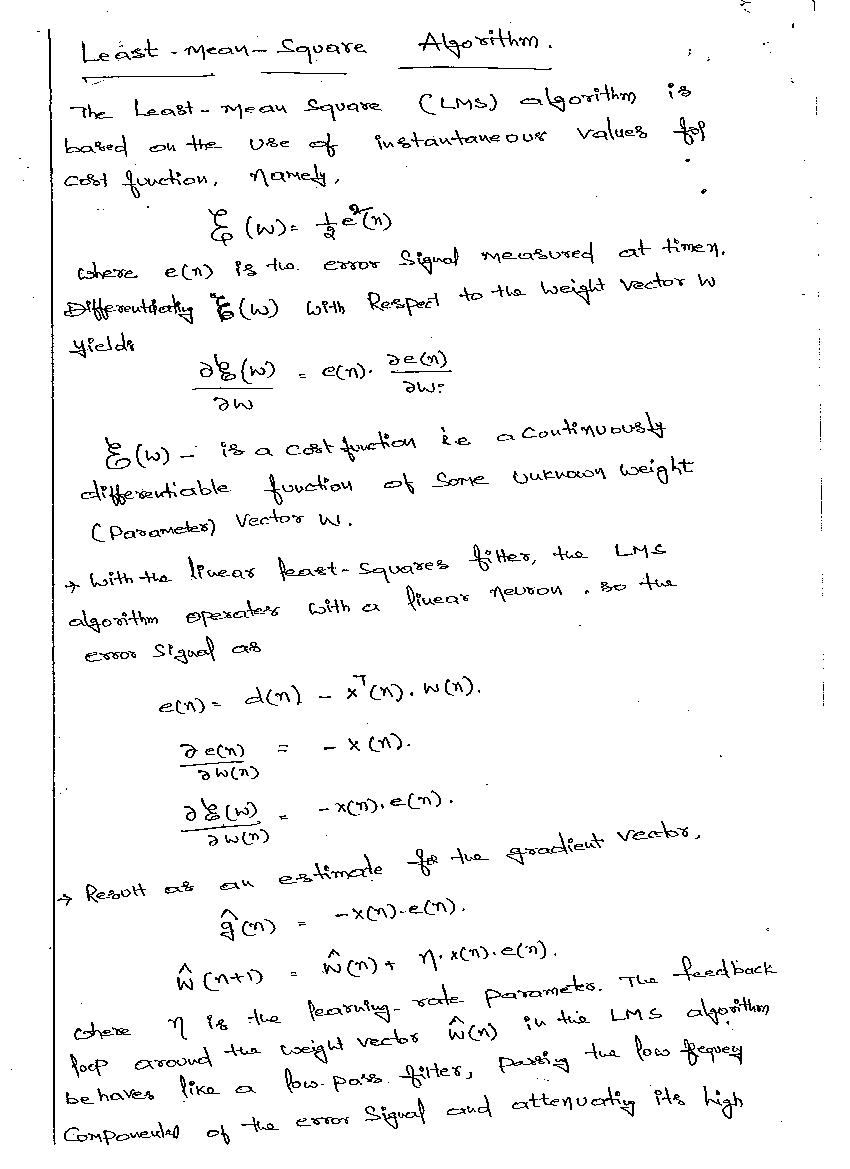 Least-Mean-Square Algorithm.
The Least-Mean Square (LMS) algorithm is
based on the use of instantaneous values for
cost function, Namely,
ξ(w)= 1/2 e²(n)
where e(n) is the error Signal measured at time n.
Differentiating ξ(w) with Respect to the weight vector w
yields
∂ξ(w)/∂w = e(n). ∂e(n)/∂w.
ξ(w) - is a cost function i.e a continuously
differentiable function of some unknown weight
(Parameter) Vector w.
→ With the linear least-squares filter, the LMS
algorithm operates with a linear neuron. so the
error Signal as
e(n) = d(n) - xᵀ(n). w(n).
∂e(n)/∂w(n) = - x(n).
∂ξ(w)/∂w(n) = -x(n).e(n).
→ Result as an estimate for the gradient vector,
ĝ(n) = -x(n).e(n).
ŵ(n+1) = ŵ(n) + η.x(n).e(n).
where η is the learning-rate parameter. The feedback
loop around the weight vector ŵ(n) in the LMS algorithm
behaves like a low-pass filter, passing the low fequey
Components of the error Signal and attenuating its high